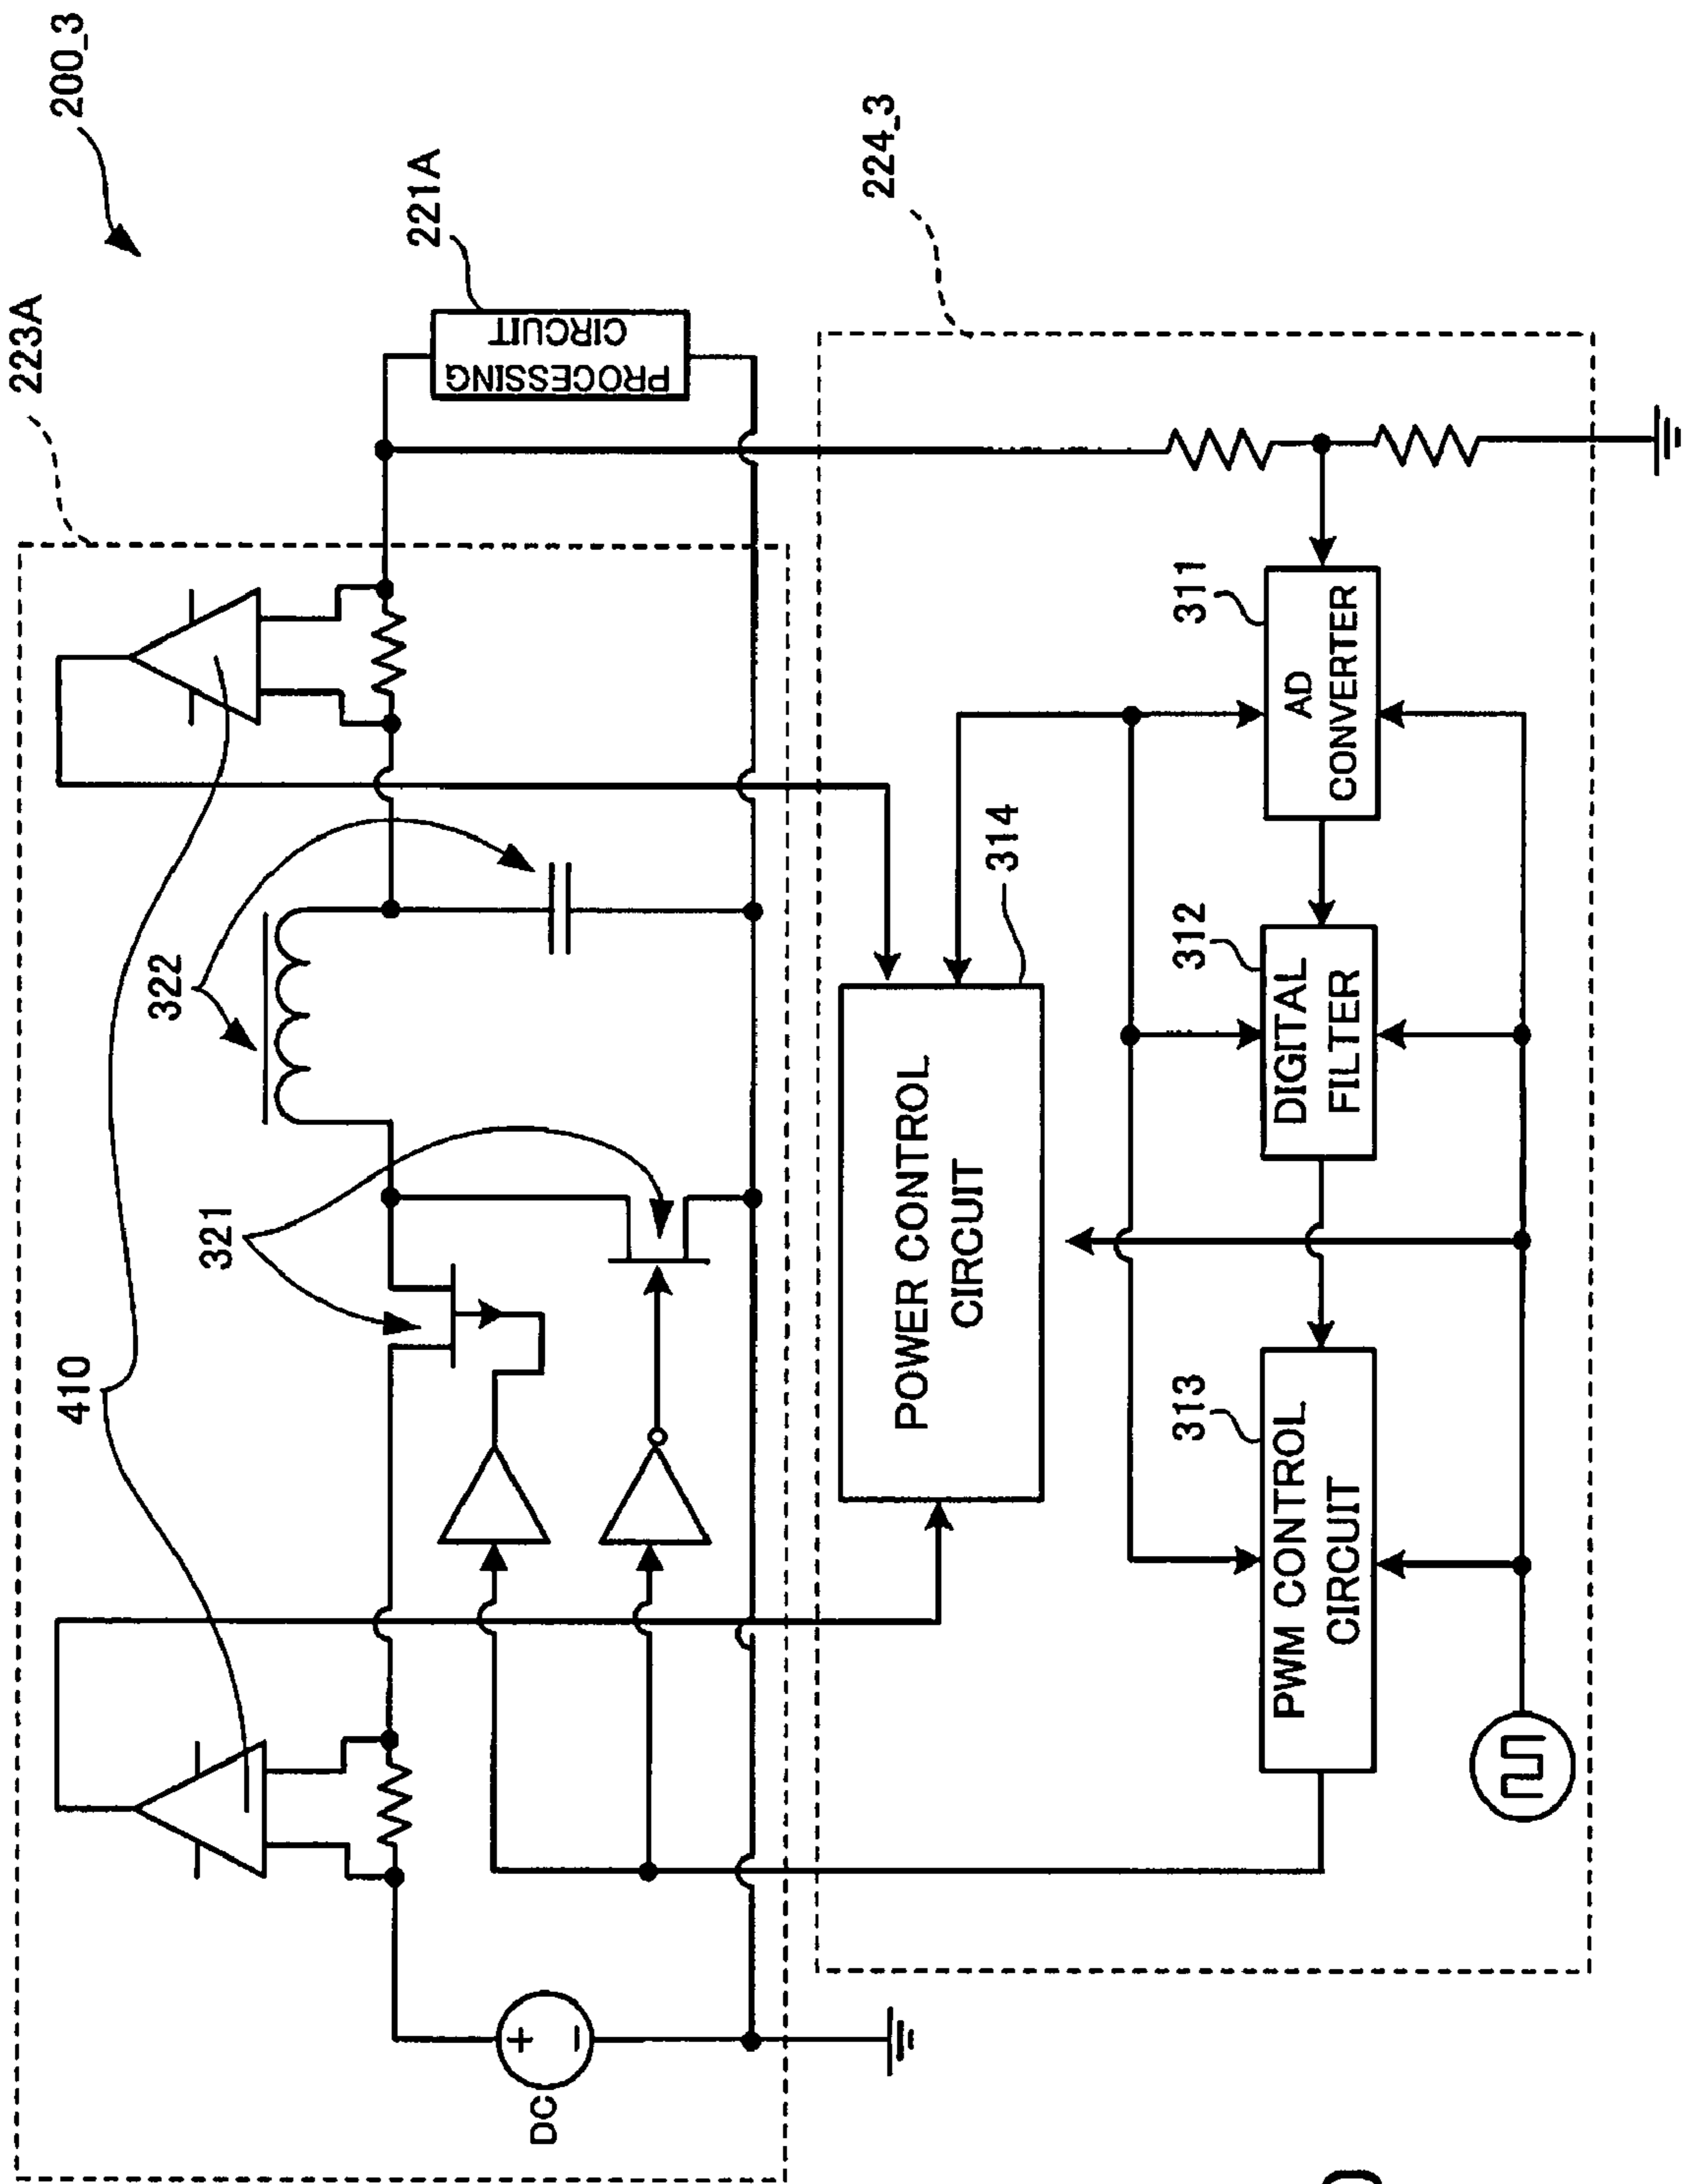 200_3
223A
221A
PROCESSING
CIRCUIT
224_3
410
322
321
DC
+
−
314
POWER CONTROL
CIRCUIT
313
PWM CONTROL
CIRCUIT
312
DIGITAL
FILTER
311
AD
CONVERTER